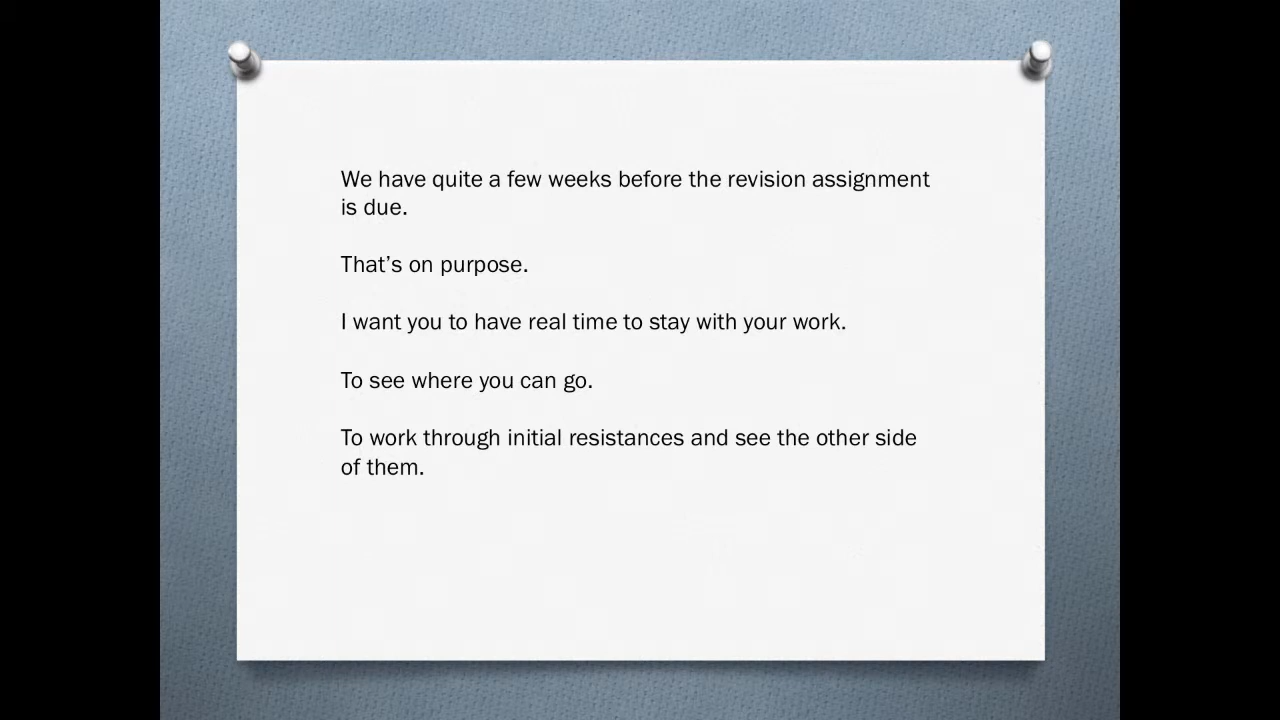 We have quite a few weeks before the revision assignment
is due.
That’s on purpose.
I want you to have real time to stay with your work.
To see where you can go.
To work through initial resistances and see the other side
of them.